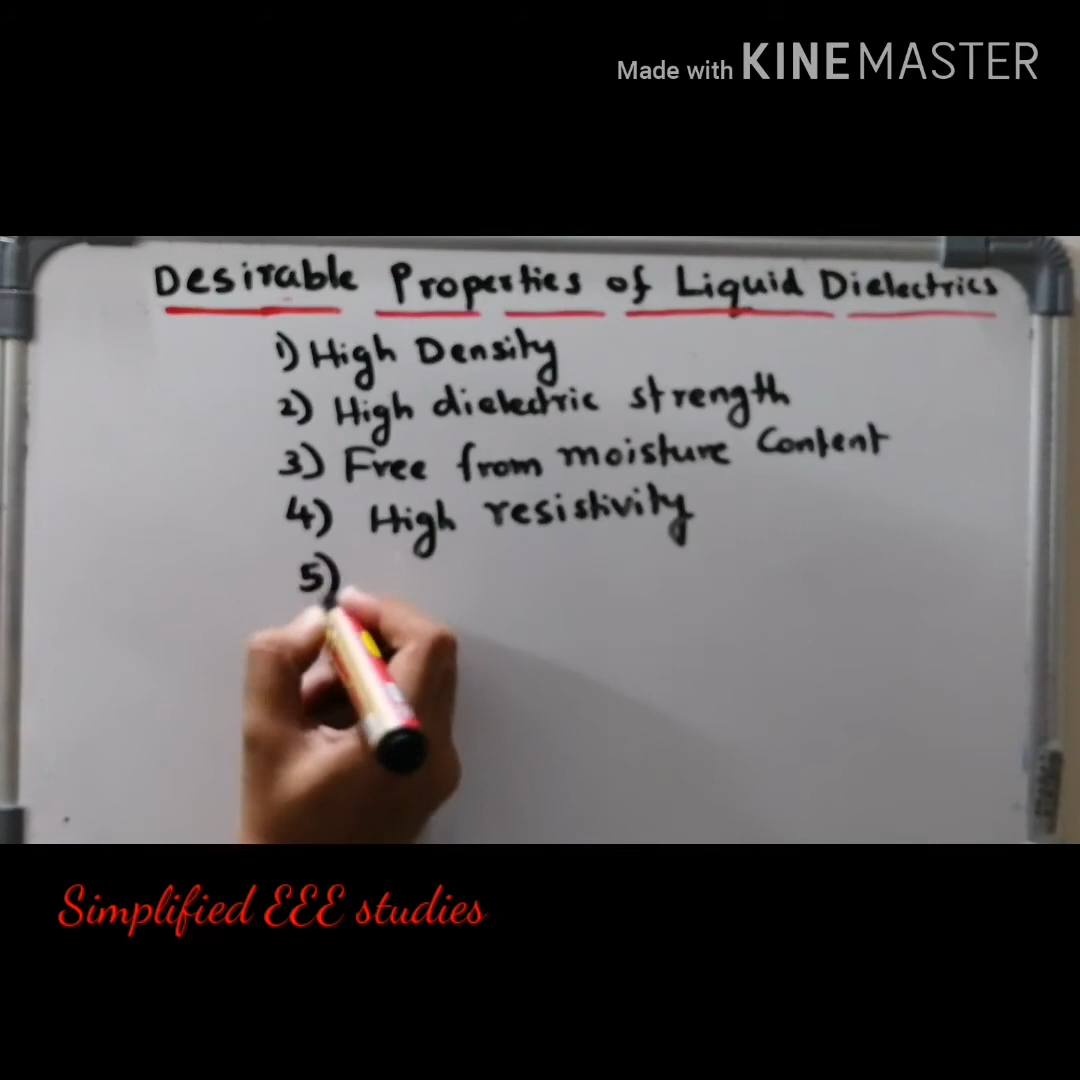 Made with KINEMASTER
Desirable Properties of Liquid Dielectrics
1) High Density
2) High dielectric strength
3) Free from moisture Content
4) High resistivity
5)
Simplified EEE studies